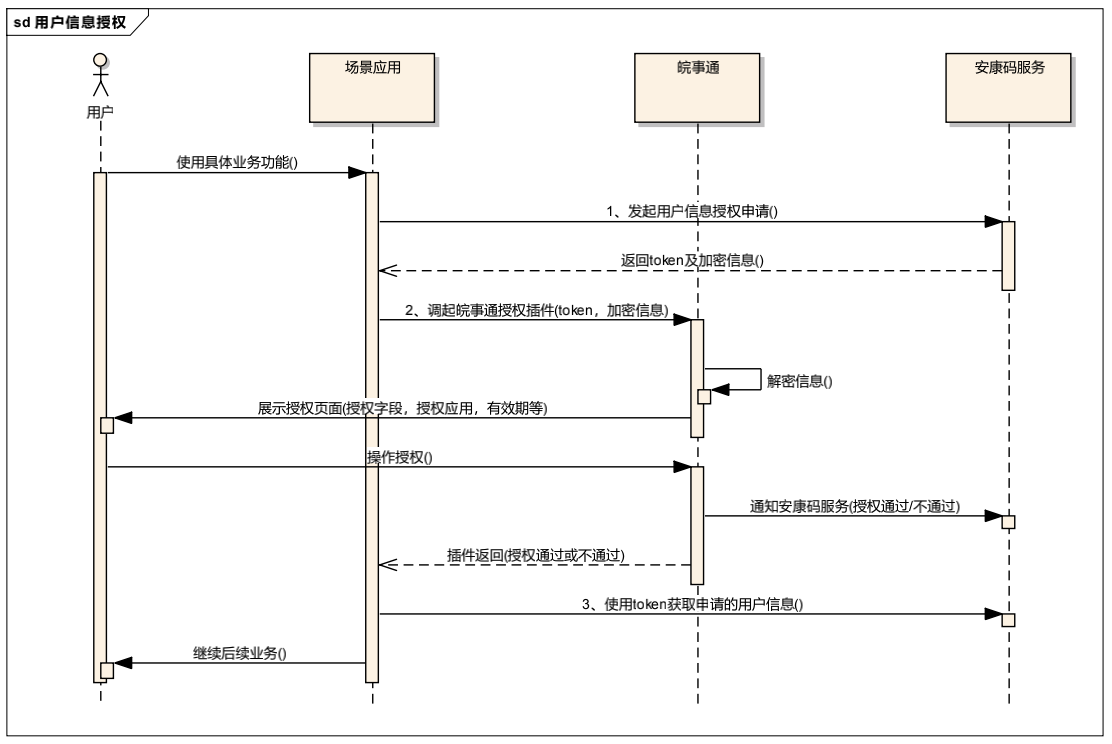 sd 用户信息授权
用户
场景应用
皖事通
安康码服务
使用具体业务功能()
1、发起用户信息授权申请()
返回token及加密信息()
2、调起皖事通授权插件(token，加密信息)
解密信息()
展示授权页面(授权字段，授权应用，有效期等)
操作授权()
通知安康码服务(授权通过/不通过)
插件返回(授权通过或不通过)
3、使用token获取申请的用户信息()
继续后续业务()